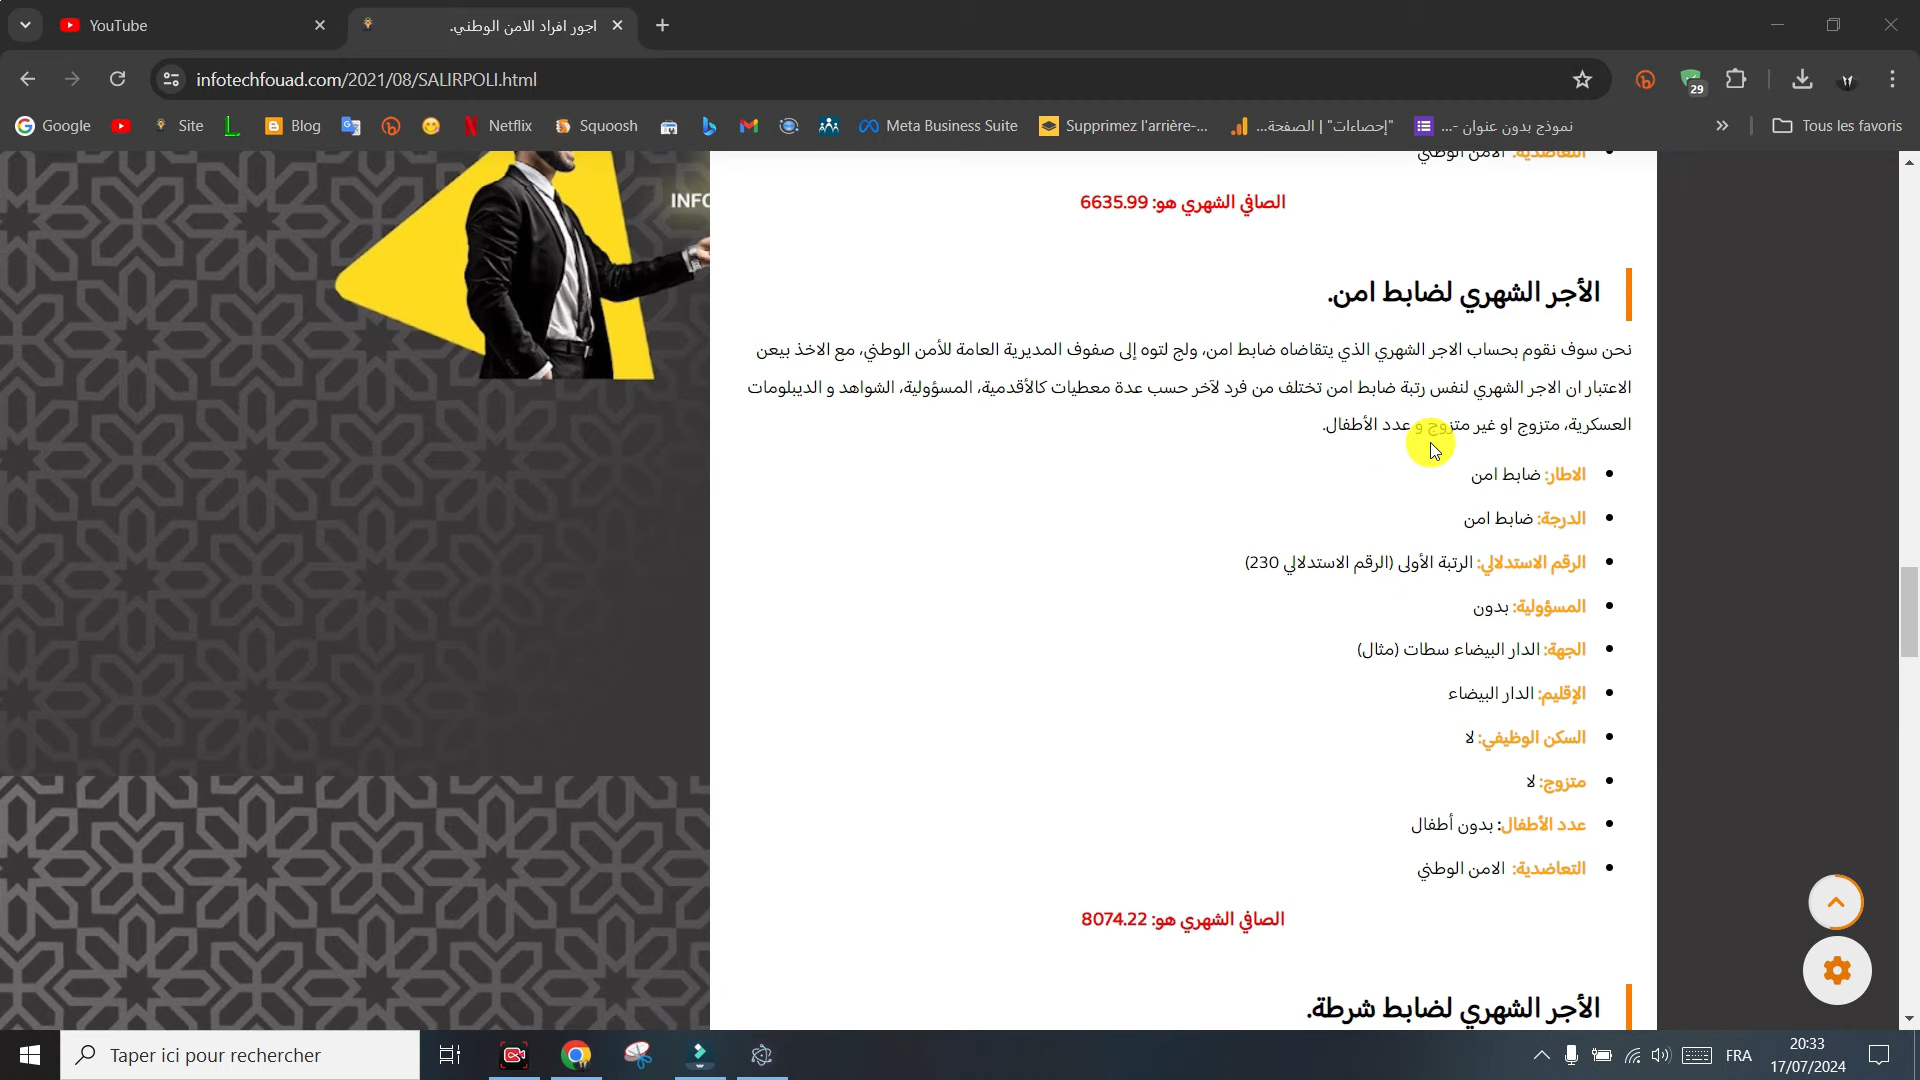 YouTube
اجور افراد الامن الوطني.
infotechfouad.com/2021/08/SALIRPOLI.html
29
Google
Site
Blog
Netflix
Squoosh
Meta Business Suite
Supprimez l'arrière-...
"إحصاءات" | الصفحة...
نموذج بدون عنوان -...
Tous les favoris
INFO
التعاضدية: الامن الوطني
الصافي الشهري هو: 6635.99
الأجر الشهري لضابط امن.
نحن سوف نقوم بحساب الاجر الشهري الذي يتقاضاه ضابط امن، ولج لتوه إلى صفوف المديرية العامة للأمن الوطني، مع الاخذ بيعن
الاعتبار ان الاجر الشهري لنفس رتبة ضابط امن تختلف من فرد لآخر حسب عدة معطيات كالأقدمية، المسؤولية، الشواهد و الديبلومات
العسكرية، متزوج او غير متزوج و عدد الأطفال.
الاطار: ضابط امن
الدرجة: ضابط امن
الرقم الاستدلالي: الرتبة الأولى (الرقم الاستدلالي 230)
المسؤولية: بدون
الجهة: الدار البيضاء سطات (مثال)
الإقليم: الدار البيضاء
السكن الوظيفي: لا
متزوج: لا
عدد الأطفال: بدون أطفال
التعاضدية: الامن الوطني
الصافي الشهري هو: 8074.22
الأجر الشهري لضابط شرطة.
Taper ici pour rechercher
FRA
20:33
17/07/2024